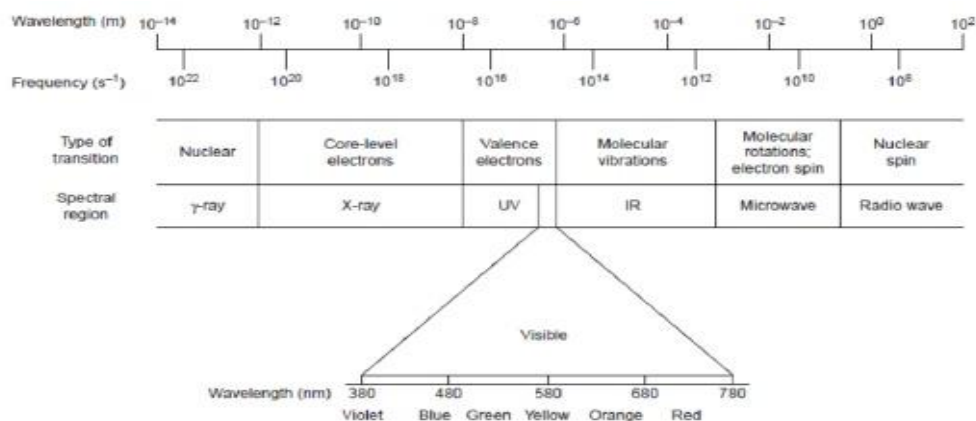 Wavelength (m) 10⁻¹⁴ 10⁻¹² 10⁻¹⁰ 10⁻⁸ 10⁻⁶ 10⁻⁴ 10⁻² 10⁰ 10²
Frequency (s⁻¹) 10²² 10²⁰ 10¹⁸ 10¹⁶ 10¹⁴ 10¹² 10¹⁰ 10⁸
Type of transition Nuclear Core-level electrons Valence electrons Molecular vibrations Molecular rotations; electron spin Nuclear spin
Spectral region γ-ray X-ray UV IR Microwave Radio wave
Visible
Wavelength (nm) 380 480 580 680 780
Violet Blue Green Yellow Orange Red